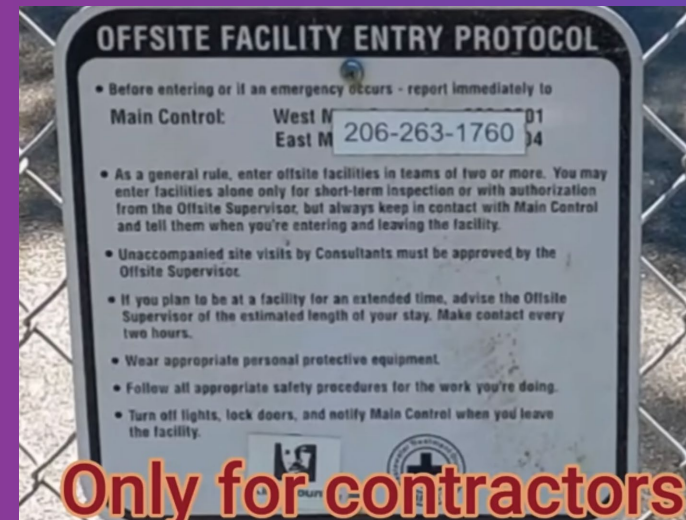 OFFSITE FACILITY ENTRY PROTOCOL
• Before entering or if an emergency occurs - report immediately to
Main Control: West 01
East 206-263-1760 04
• As a general rule, enter offsite facilities in teams of two or more. You may
enter facilities alone only for short-term inspection or with authorization
from the Offsite Supervisor, but always keep in contact with Main Control
and tell them when you're entering and leaving the facility.
• Unaccompanied site visits by Consultants must be approved by the
Offsite Supervisor.
• If you plan to be at a facility for an extended time, advise the Offsite
Supervisor of the estimated length of your stay. Make contact every
two hours.
• Wear appropriate personal protective equipment.
• Follow all appropriate safety procedures for the work you're doing.
• Turn off lights, lock doors, and notify Main Control when you leave
the facility.
Only for contractors